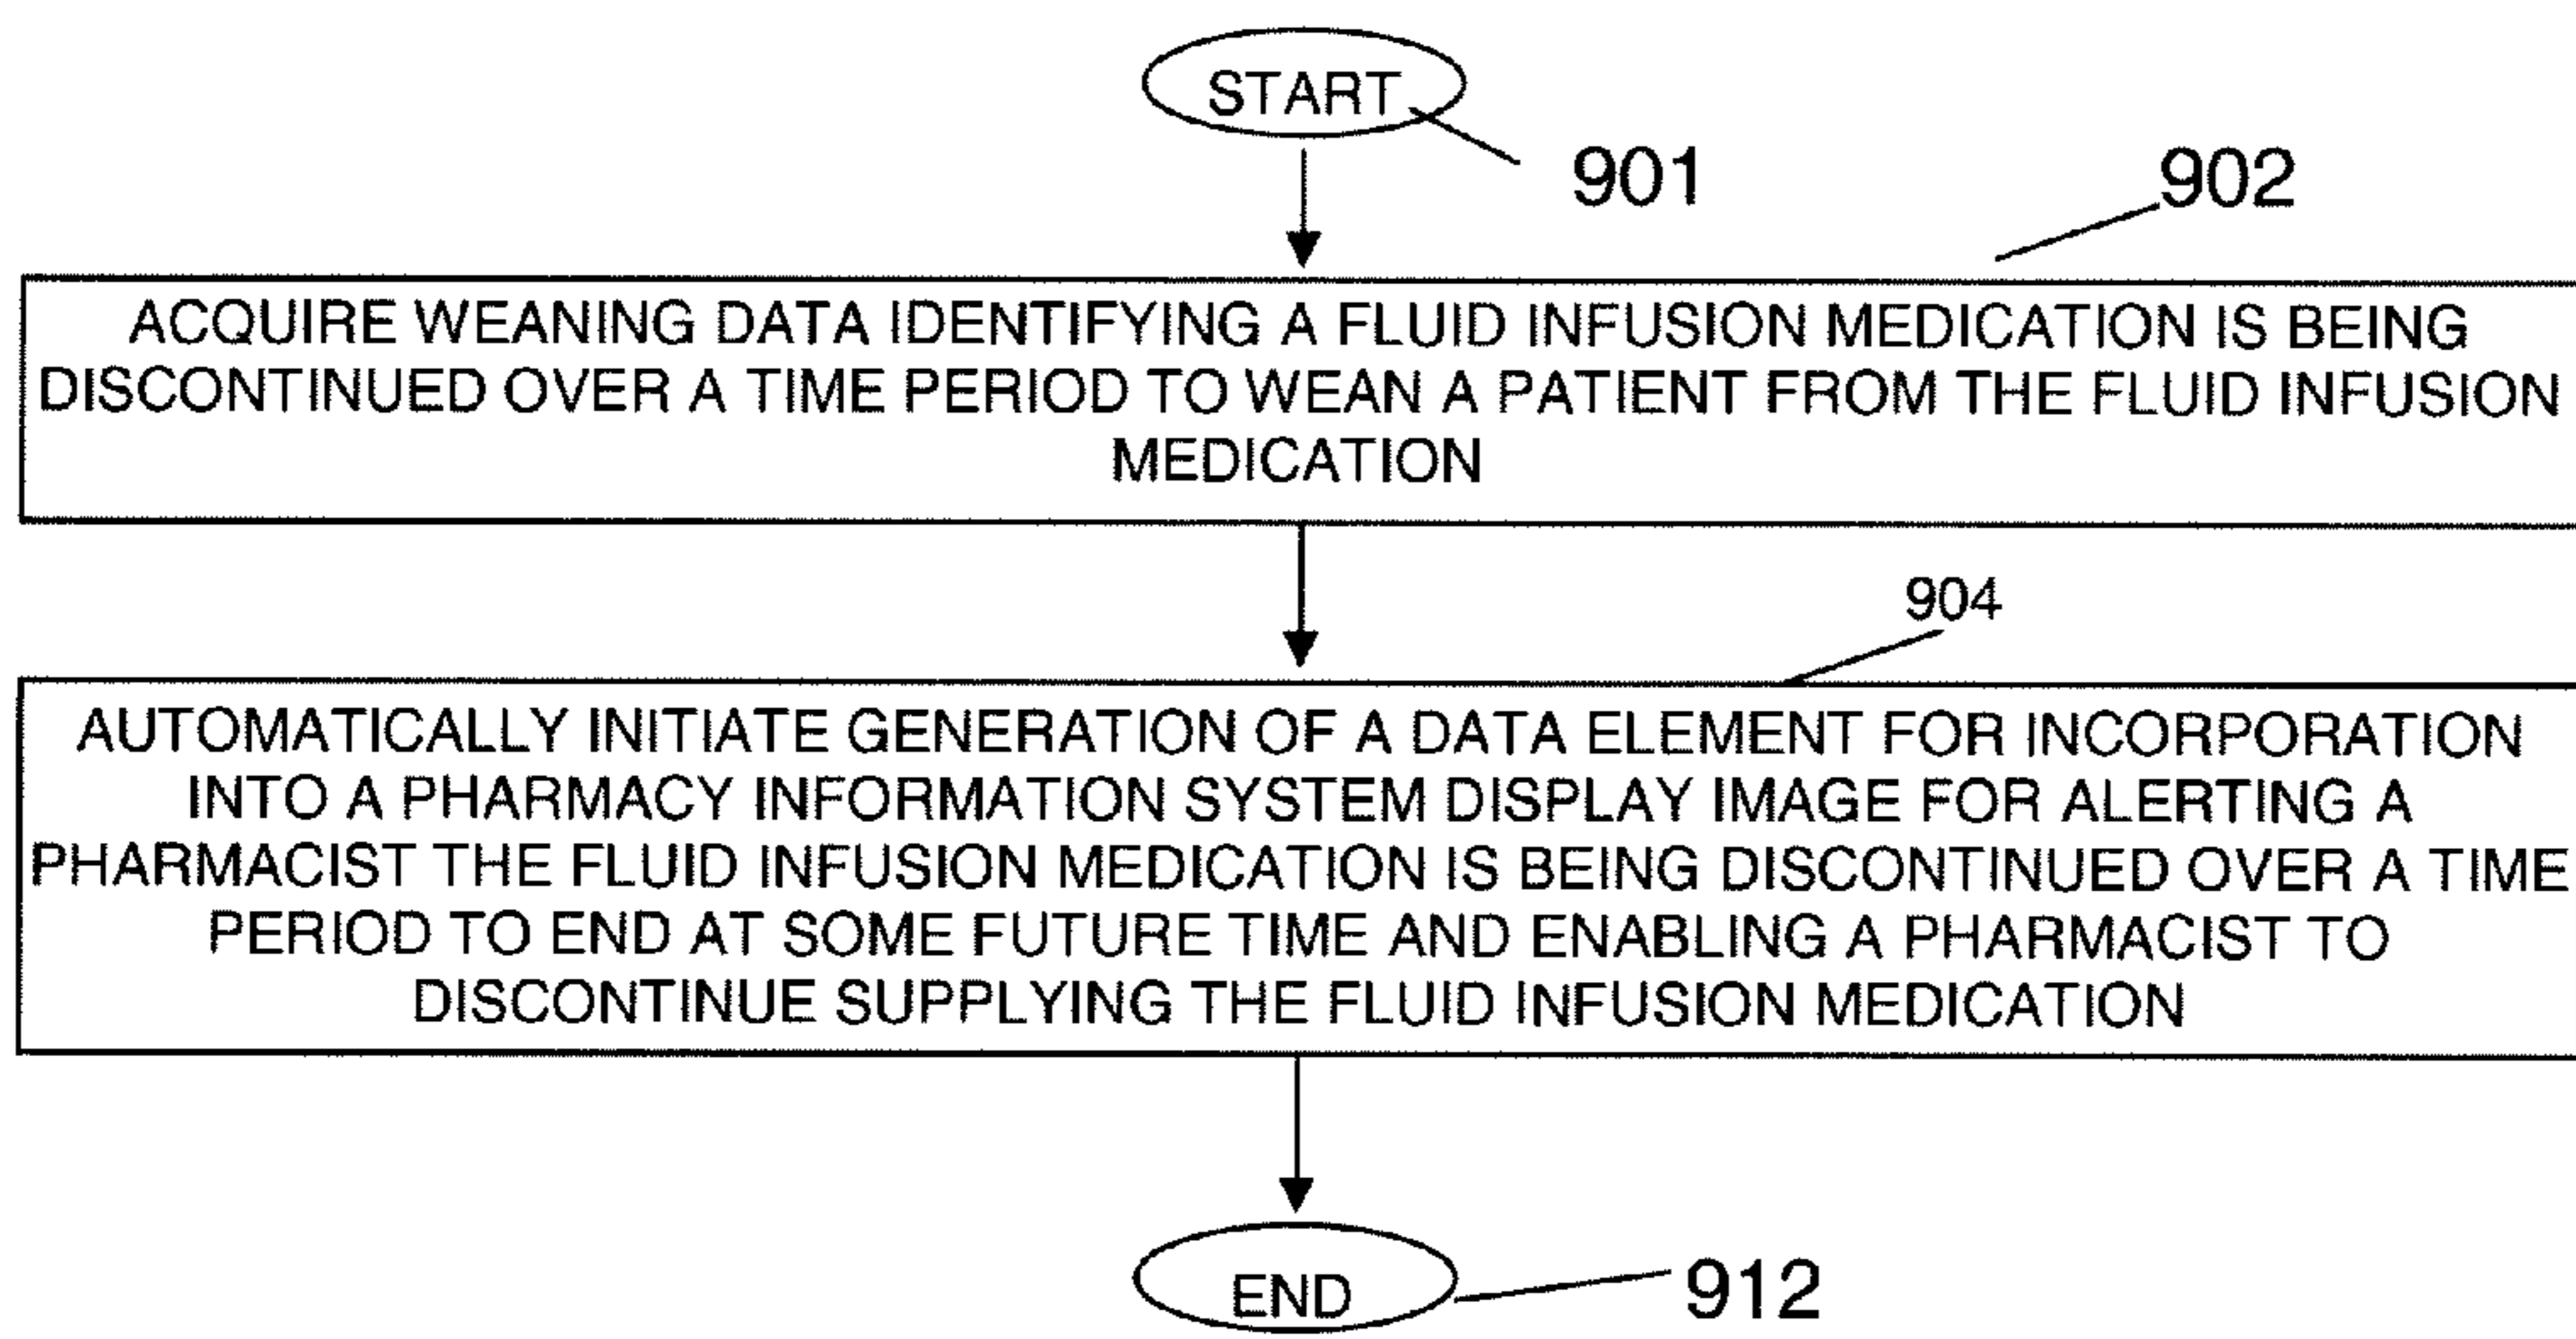 START
901
902
ACQUIRE WEANING DATA IDENTIFYING A FLUID INFUSION MEDICATION IS BEING
DISCONTINUED OVER A TIME PERIOD TO WEAN A PATIENT FROM THE FLUID INFUSION
MEDICATION
904
AUTOMATICALLY INITIATE GENERATION OF A DATA ELEMENT FOR INCORPORATION
INTO A PHARMACY INFORMATION SYSTEM DISPLAY IMAGE FOR ALERTING A
PHARMACIST THE FLUID INFUSION MEDICATION IS BEING DISCONTINUED OVER A TIME
PERIOD TO END AT SOME FUTURE TIME AND ENABLING A PHARMACIST TO
DISCONTINUE SUPPLYING THE FLUID INFUSION MEDICATION
END
912